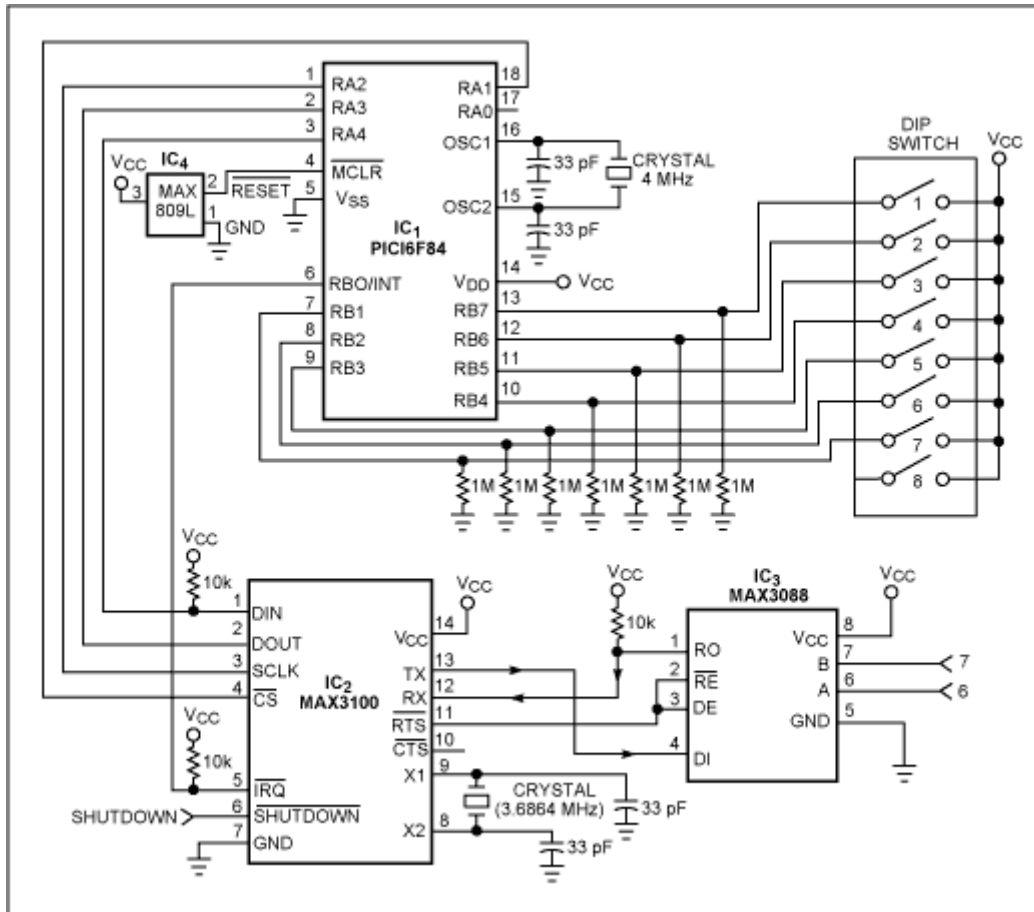 1 RA2
2 RA3
3 RA4
4 MCLR
5 VSS
6 RBO/INT
7 RB1
8 RB2
9 RB3
IC1
PICI6F84
RA1 18
RA0 17
OSC1 16
OSC2 15
VDD 14
VCC
RB7 13
RB6 12
RB5 11
RB4 10
33 pF
CRYSTAL
4 MHz
33 pF
IC4
VCC
3
MAX
809L
2
RESET
1
GND
DIP
SWITCH
VCC
1
2
3
4
5
6
7
8
1M
1M
1M
1M
1M
1M
1M
VCC
10k
1 DIN
2 DOUT
3 SCLK
4 CS
VCC
10k
5 IRQ
SHUTDOWN 6 SHUTDOWN
7 GND
IC2
MAX3100
VCC
VCC 14
TX 13
RX 12
RTS 11
CTS 10
X1 9
X2 8
CRYSTAL
(3.6864 MHz)
33 pF
33 pF
VCC
10k
IC3
MAX3088
1 RO
2 RE
3 DE
4 DI
VCC
VCC 8
B 7
7
A 6
6
GND 5